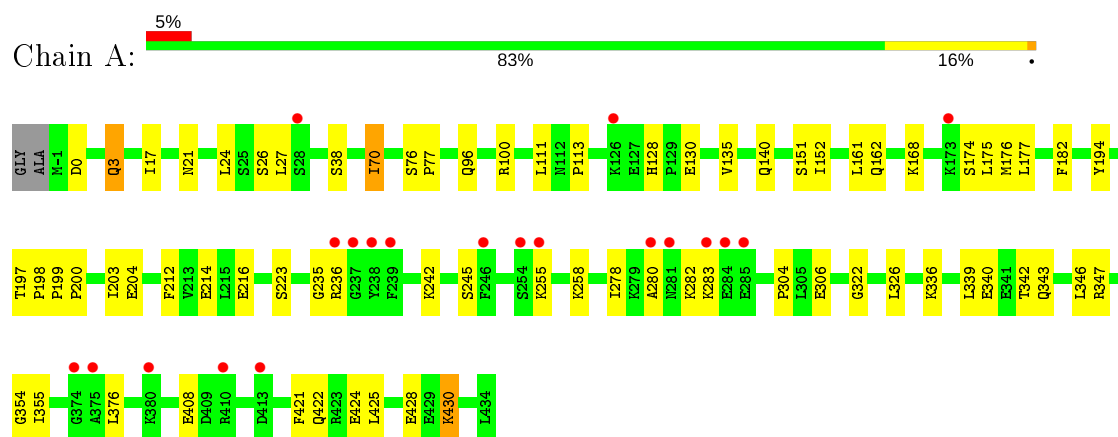 5%
Chain A:
83% 16% •
GLY ALA M-1 D0 Q3 I17 N21 L24 S25 S26 L27 S28 S38 I70 S76 P77 Q96 R100 L111 N112 P113 K126 E127 H128 P129 E130 V135 Q140 S151 I152 L161 Q162 K168 K173 S174 L175 M176 L177 F182 Y194
T197 P198 P199 P200 I203 E204 F212 V213 E214 L215 E216 S223 G235 R236 G237 Y238 F239 K242 S245 F246 S254 K255 K258 I278 K279 A280 N281 K282 K283 E284 E285 P304 L305 E306 G322 L326 K336 L339 E340 E341 T342 Q343 L346 R347
G354 I355 G374 A375 L376 K380 E408 D409 R410 D413 F421 Q422 R423 E424 L425 E428 E429 K430 L434